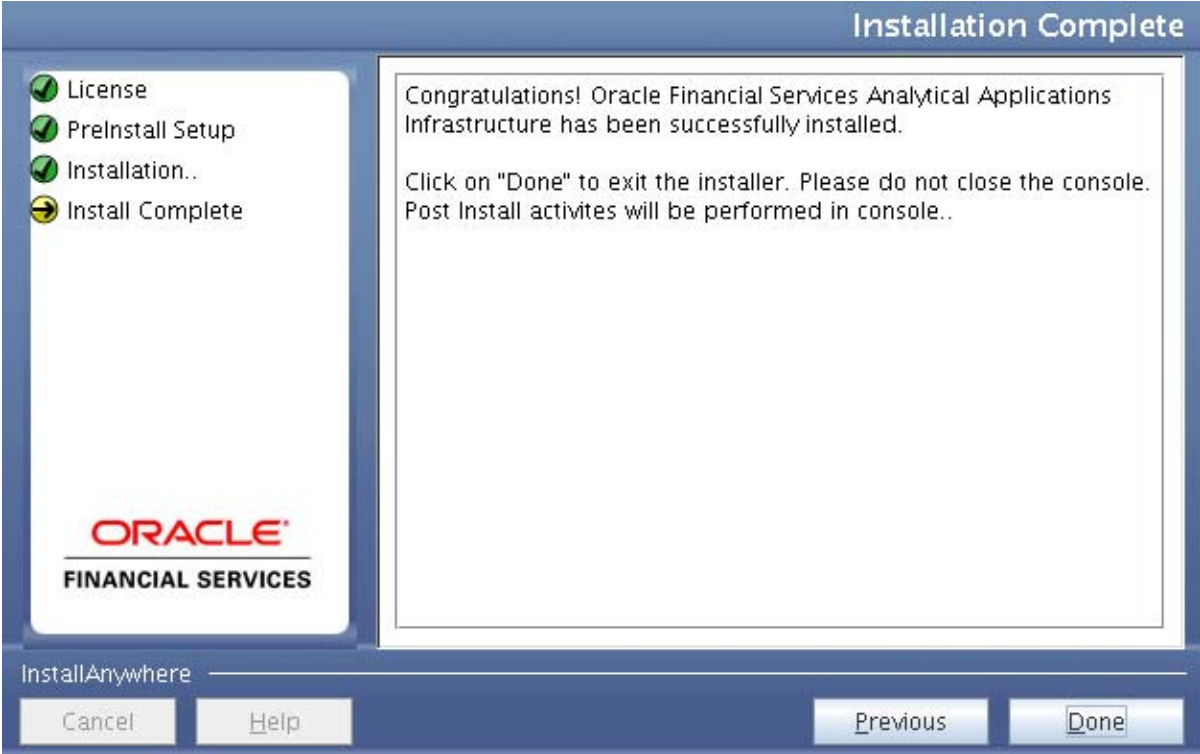 Installation Complete
License
PreInstall Setup
Installation..
Install Complete
Congratulations! Oracle Financial Services Analytical Applications
Infrastructure has been successfully installed.
Click on "Done" to exit the installer. Please do not close the console.
Post Install activites will be performed in console..
ORACLE
FINANCIAL SERVICES
InstallAnywhere
Cancel
Help
Previous
Done